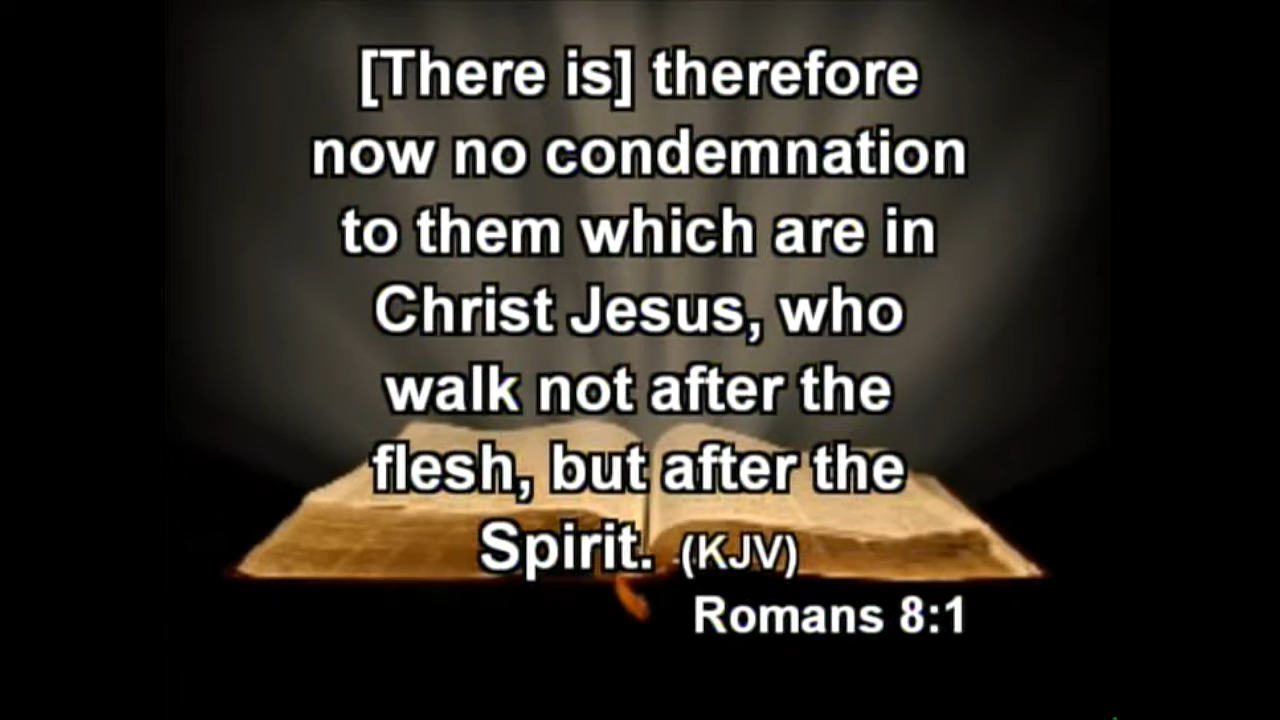 [There is] therefore
now no condemnation
to them which are in
Christ Jesus, who
walk not after the
flesh, but after the
Spirit. (KJV)
Romans 8:1